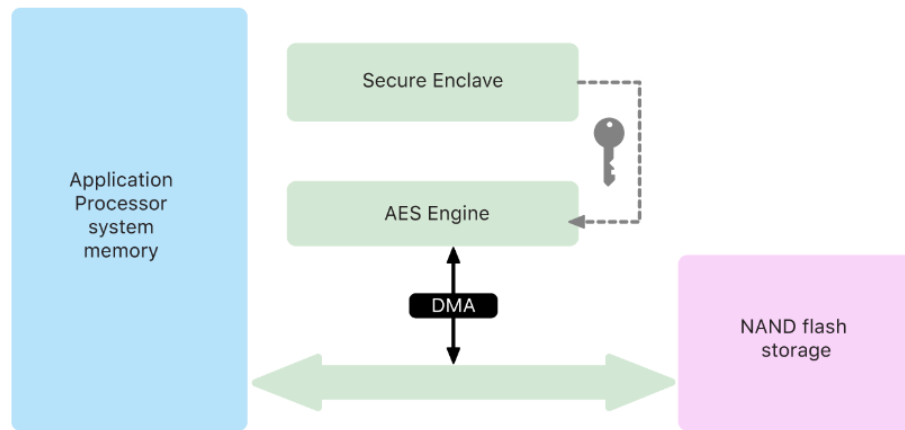 Application
Processor
system
memory
Secure Enclave
AES Engine
DMA
NAND flash
storage